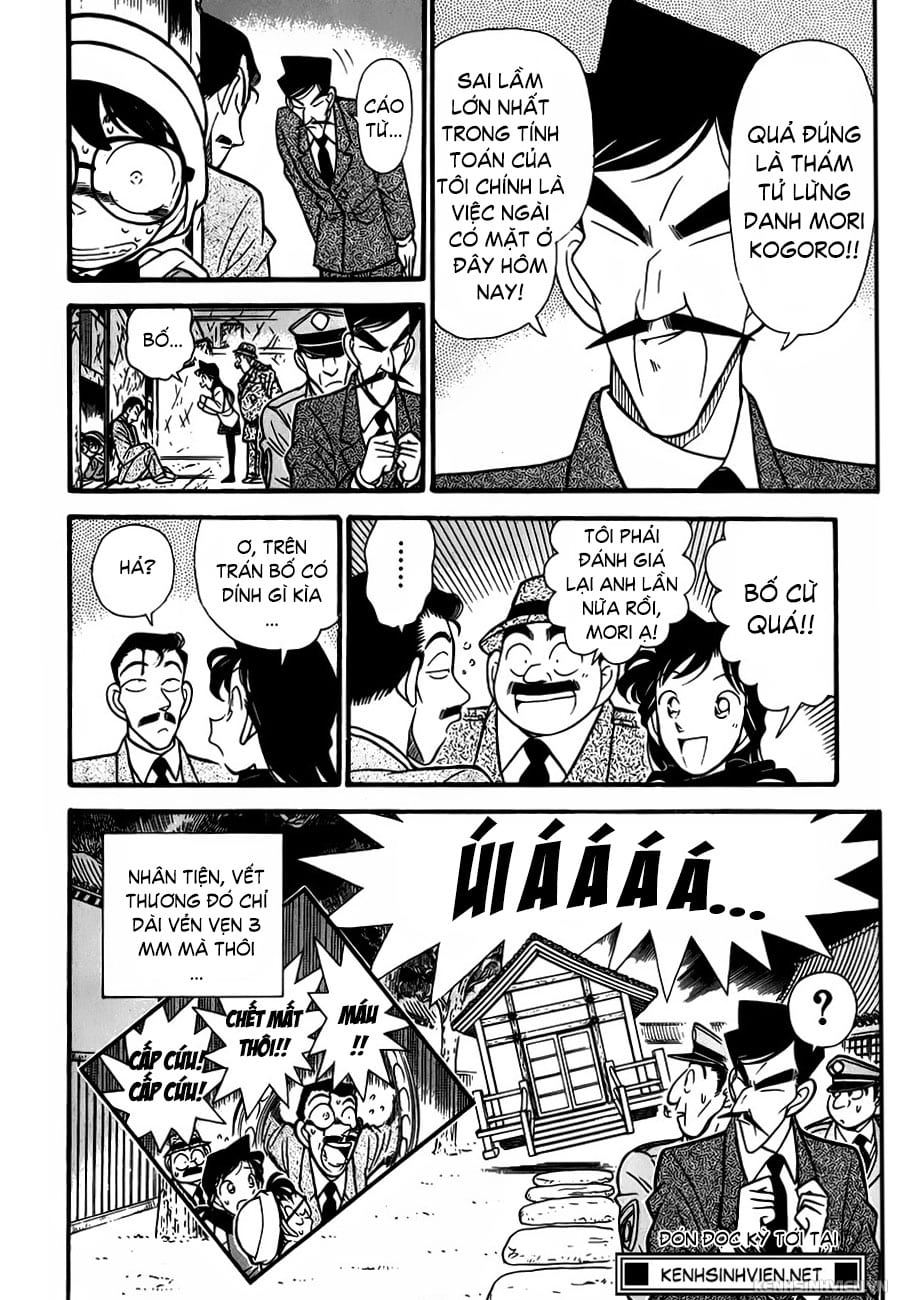 QUẢ ĐÚNG
LÀ THÁM
TỬ LỪNG
DANH MORI
KOGORO!!
SAI LẦM
LỚN NHẤT
TRONG TÍNH
TOÁN CỦA
TÔI CHÍNH LÀ
VIỆC NGÀI
CÓ MẶT Ở
ĐÂY HÔM
NAY!
CÁO
TỪ...
BỐ...
BỐ CỪ
QUÁ!!
TÔI PHẢI
ĐÁNH GIÁ
LẠI ANH LẦN
NỮA RỒI,
MORI Ạ!
......
Ơ, TRÊN
TRÁN BỐ CÓ
DÍNH GÌ KÌA
...
HẢ?
ÚI Á Á Á Á...
NHÂN TIỆN, VẾT
THƯƠNG ĐÓ CHỈ
DÀI VẺN VẸN 3
MM MÀ THÔI
...
MÁU
!!
CHẾT MẤT
THÔI!!
CẤP CỨU!
CẤP CỨU!
?
ĐÓN ĐỌC KỲ TỚI TẠI
KENHSINHVIEN.NET
KENHSINHVIEN.VN